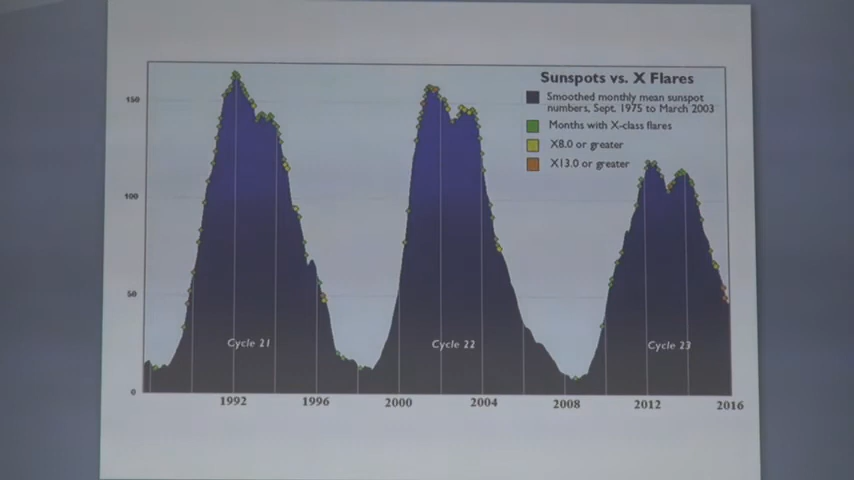 Sunspots vs. X Flares
Smoothed monthly mean sunspot
numbers, Sept. 1975 to March 2003
Months with X-class flares
X8.0 or greater
X13.0 or greater
150
100
50
0
Cycle 21
Cycle 22
Cycle 23
1992
1996
2000
2004
2008
2012
2016